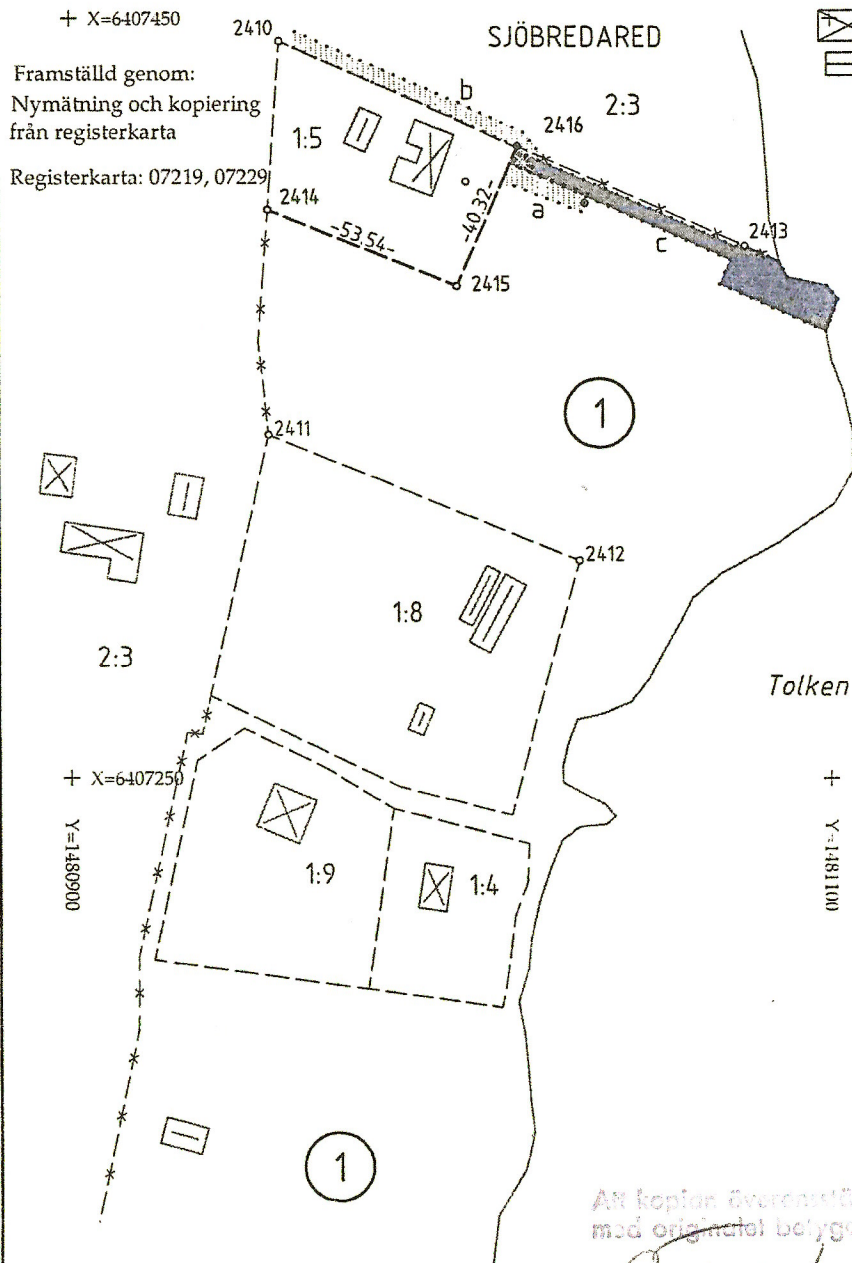 X=6407450
2410
SJÖBREDARED
Framställd genom:
Nymätning och kopiering
från registerkarta
Registerkarta: 07219, 07229
b
2:3
2416
1:5
2414
-53.54-
-40.32-
a
c
2413
2415
1
2411
2412
1:8
2:3
Tolken
X=6407250
Y=1480900
Y=1481100
1:9
1:4
1
Att kopian överensstä
med originalet betyga